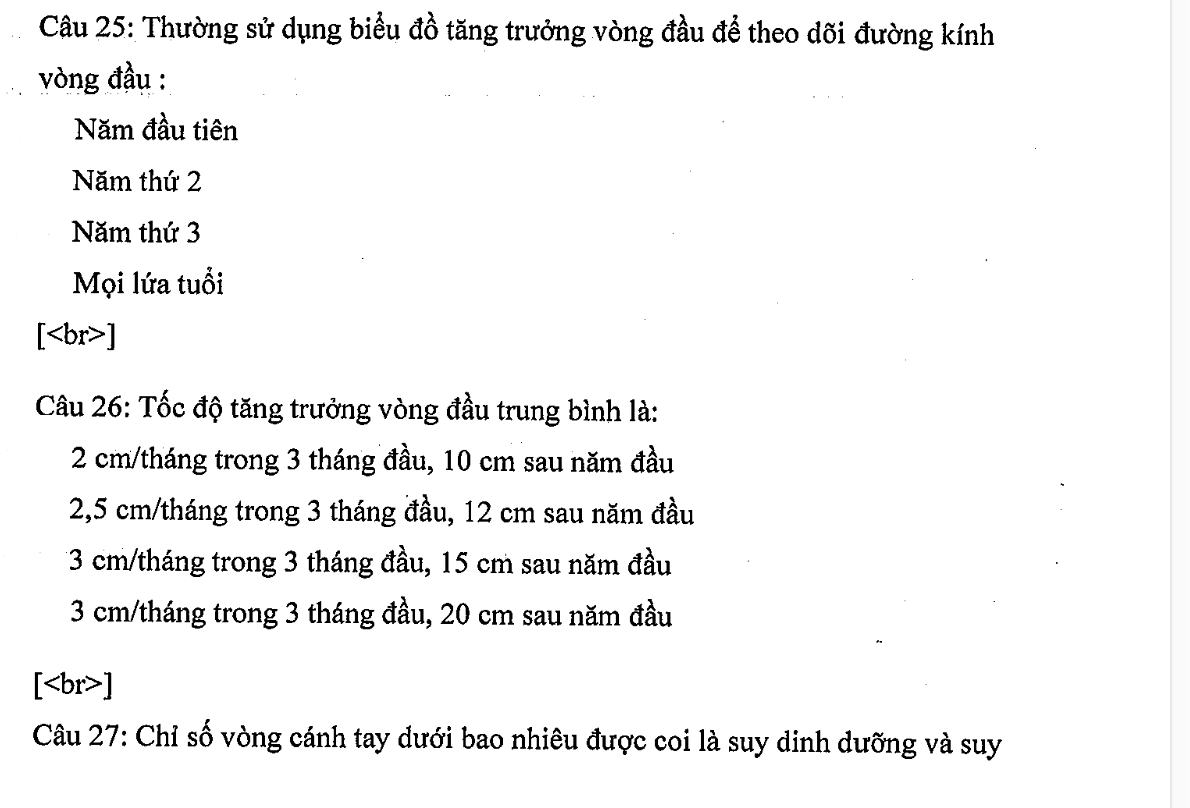 Câu 25: Thường sử dụng biểu đồ tăng trưởng vòng đầu để theo dõi đường kính
vòng đầu :
Năm đầu tiên
Năm thứ 2
Năm thứ 3
Mọi lứa tuổi
[<br>]
Câu 26: Tốc độ tăng trưởng vòng đầu trung bình là:
2 cm/tháng trong 3 tháng đầu, 10 cm sau năm đầu
2,5 cm/tháng trong 3 tháng đầu, 12 cm sau năm đầu
3 cm/tháng trong 3 tháng đầu, 15 cm sau năm đầu
3 cm/tháng trong 3 tháng đầu, 20 cm sau năm đầu
[<br>]
Câu 27: Chỉ số vòng cánh tay dưới bao nhiêu được coi là suy dinh dưỡng và suy